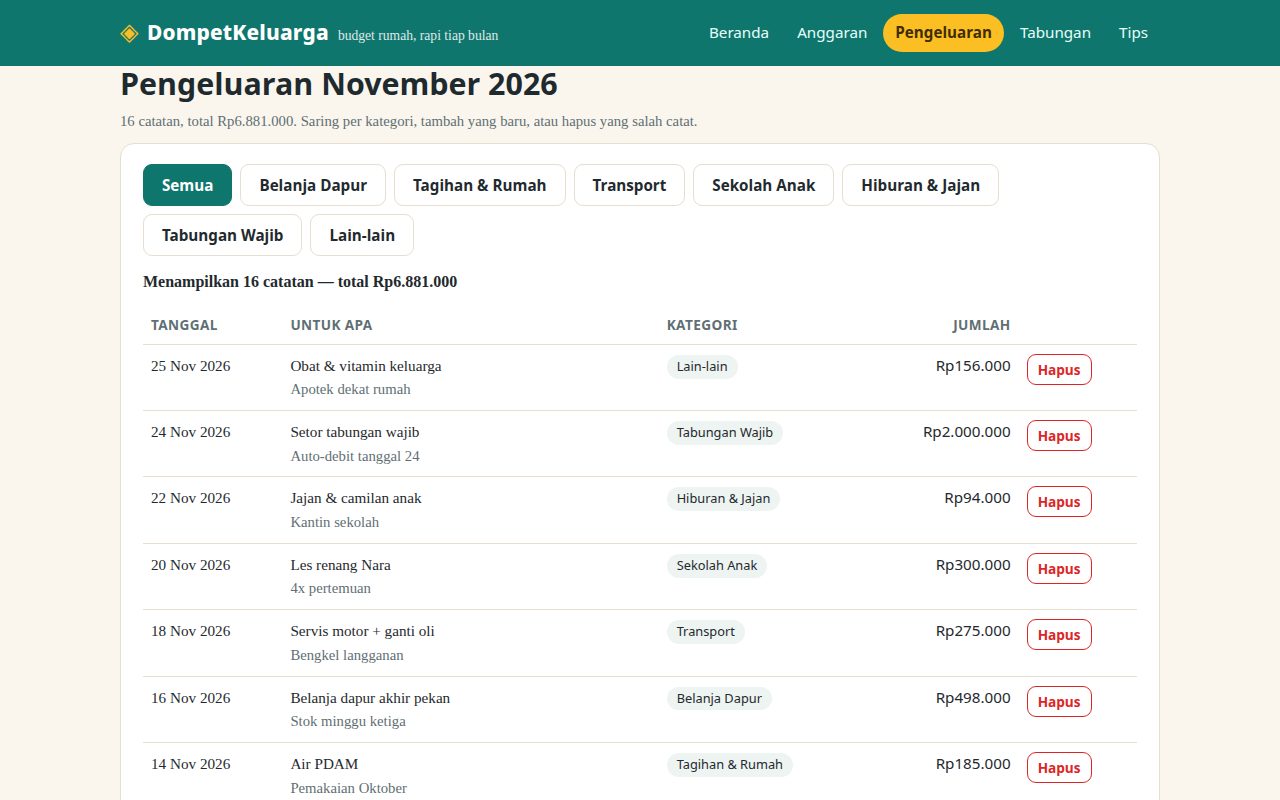 ◈ DompetKeluarga budget rumah, rapi tiap bulan Beranda Anggaran Pengeluaran Tabungan Tips
Pengeluaran November 2026
16 catatan, total Rp6.881.000. Saring per kategori, tambah yang baru, atau hapus yang salah catat.
Semua Belanja Dapur Tagihan & Rumah Transport Sekolah Anak Hiburan & Jajan
Tabungan Wajib Lain-lain
Menampilkan 16 catatan — total Rp6.881.000
TANGGAL UNTUK APA KATEGORI JUMLAH
25 Nov 2026 Obat & vitamin keluarga Lain-lain Rp156.000 Hapus
Apotek dekat rumah
24 Nov 2026 Setor tabungan wajib Tabungan Wajib Rp2.000.000 Hapus
Auto-debit tanggal 24
22 Nov 2026 Jajan & camilan anak Hiburan & Jajan Rp94.000 Hapus
Kantin sekolah
20 Nov 2026 Les renang Nara Sekolah Anak Rp300.000 Hapus
4x pertemuan
18 Nov 2026 Servis motor + ganti oli Transport Rp275.000 Hapus
Bengkel langganan
16 Nov 2026 Belanja dapur akhir pekan Belanja Dapur Rp498.000 Hapus
Stok minggu ketiga
14 Nov 2026 Air PDAM Tagihan & Rumah Rp185.000 Hapus
Pemakaian Oktober